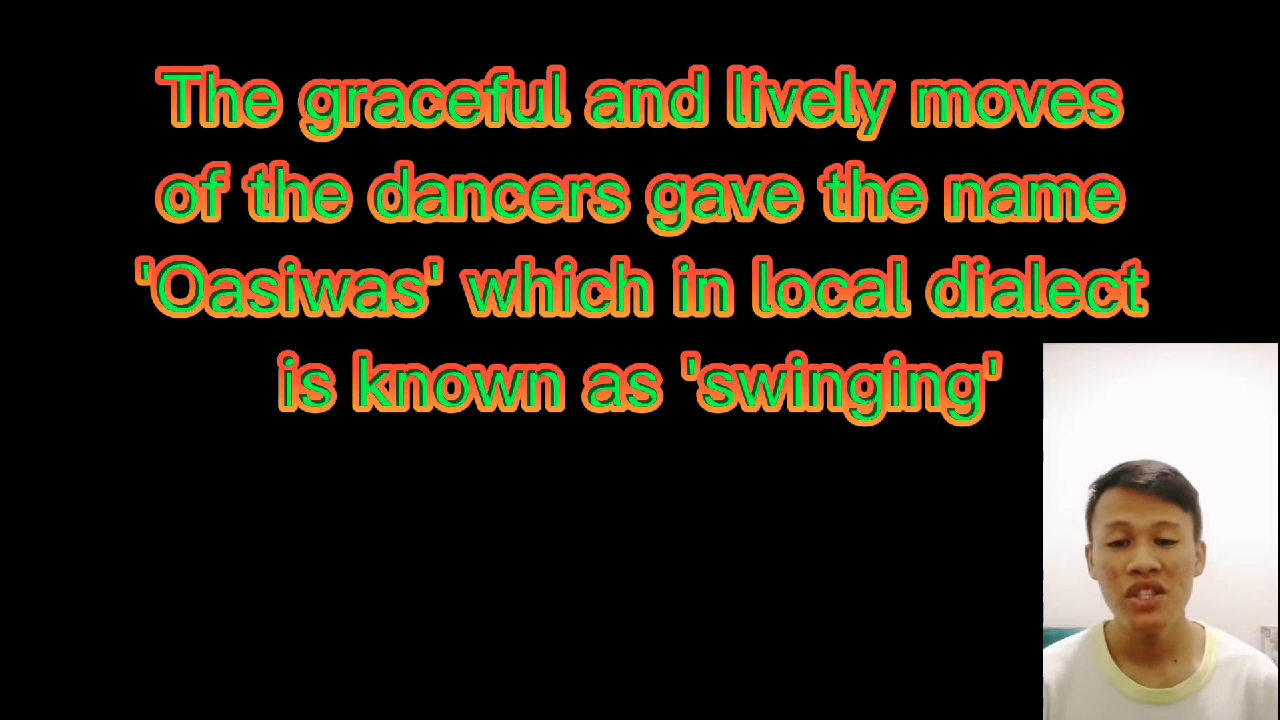 The graceful and lively moves
of the dancers gave the name
'Oasiwas' which in local dialect
is known as 'swinging'